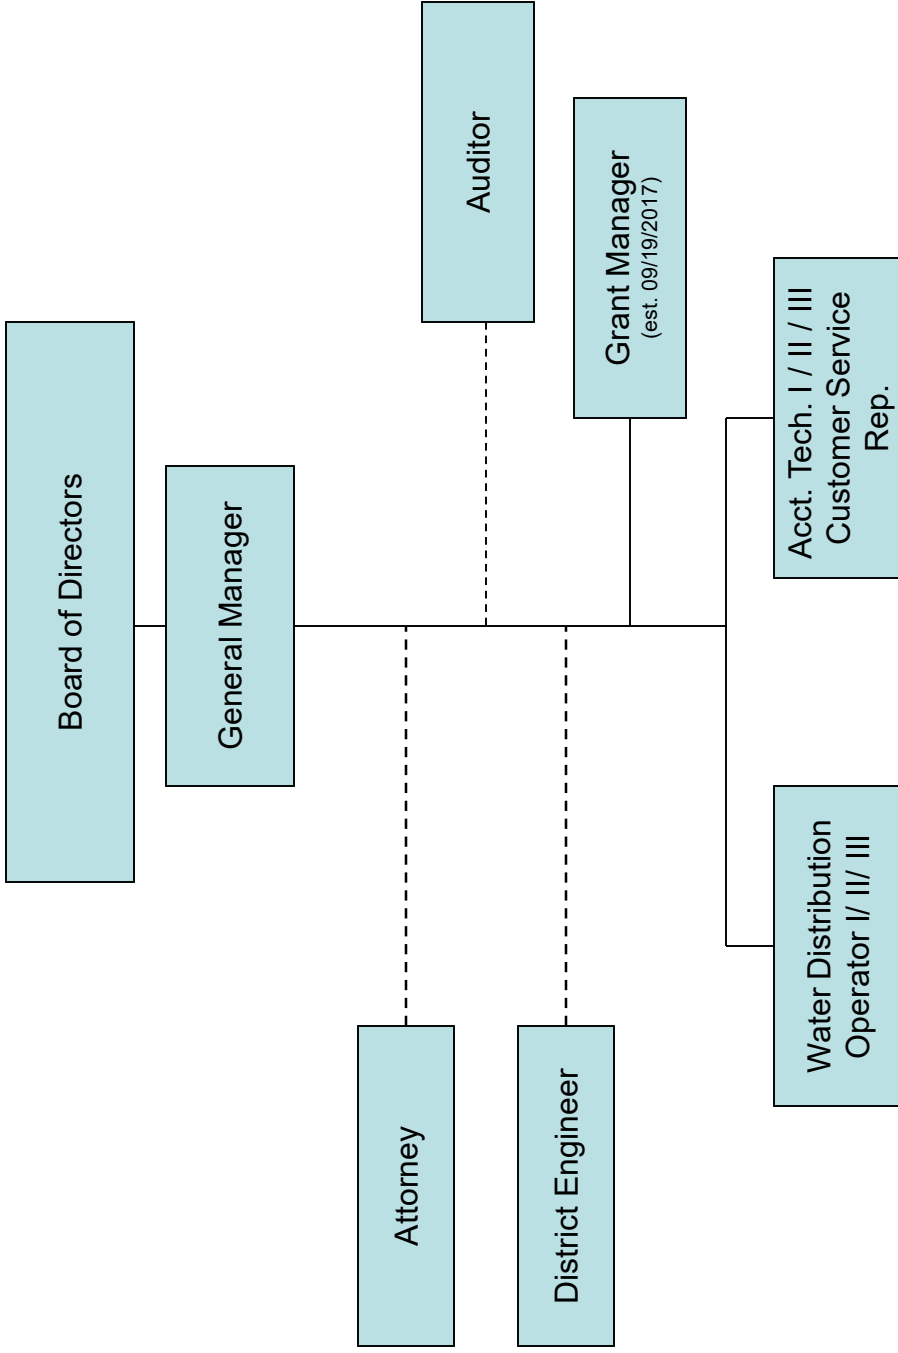 Board of Directors
General Manager
Attorney
Auditor
District Engineer
Grant Manager
(est. 09/19/2017)
Water Distribution
Operator I/ II/ III
Acct. Tech. I / II / III
Customer Service
Rep.